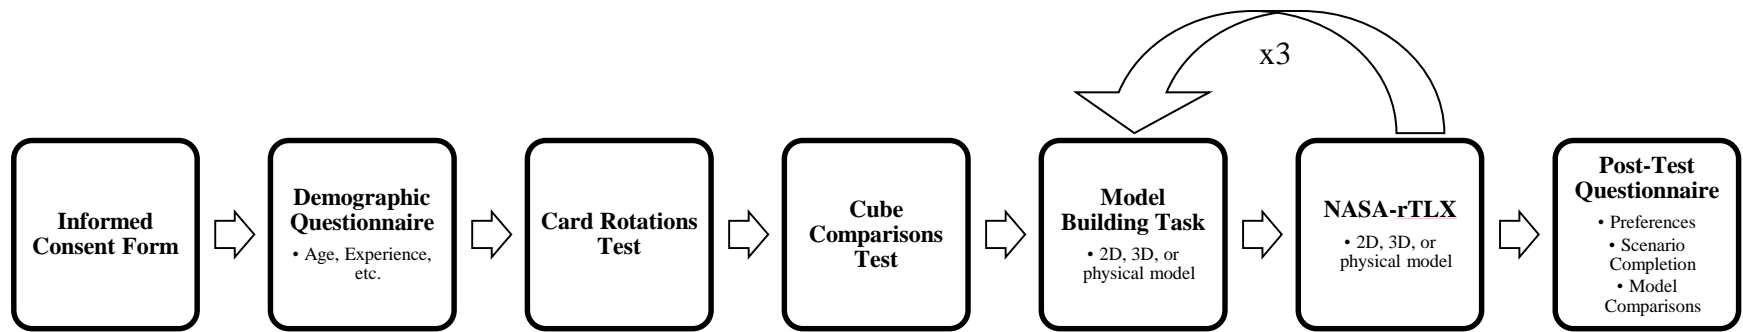 x3
Informed
Consent Form
Demographic
Questionnaire
• Age, Experience,
etc.
Card Rotations
Test
Cube
Comparisons
Test
Model
Building Task
• 2D, 3D, or
physical model
NASA-rTLX
• 2D, 3D, or
physical model
Post-Test
Questionnaire
• Preferences
• Scenario
Completion
• Model
Comparisons